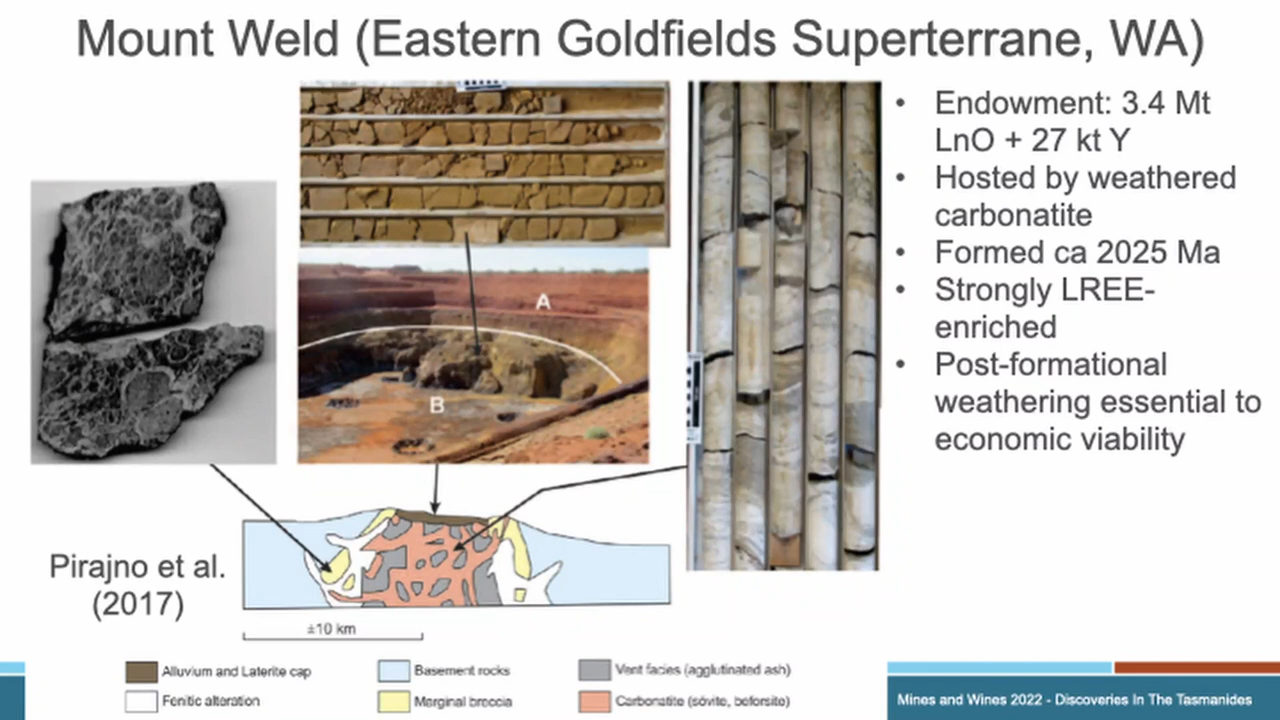 Mount Weld (Eastern Goldfields Superterrane, WA)
• Endowment: 3.4 Mt
LnO + 27 kt Y
• Hosted by weathered
carbonatite
• Formed ca 2025 Ma
• Strongly LREE-
enriched
• Post-formational
weathering essential to
economic viability
A
B
Pirajno et al.
(2017)
±10 km
Alluvium and Laterite cap
Basement rocks
Vent facies (agglutinated ash)
Fenitic alteration
Marginal breccia
Carbonatite (sövite, beforsite)
Mines and Wines 2022 - Discoveries In The Tasmanides